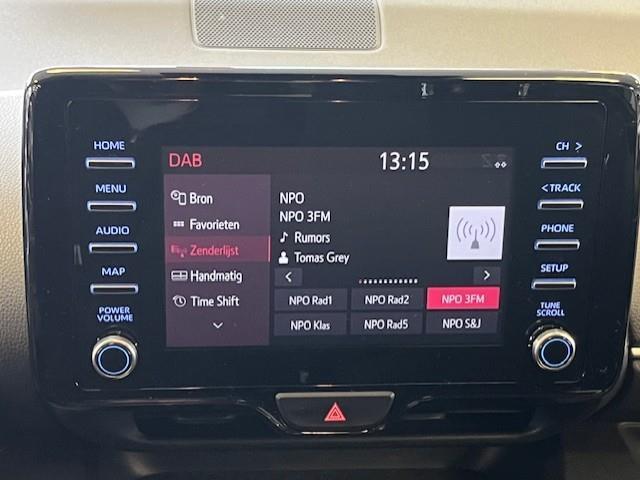 HOME
MENU
AUDIO
MAP
POWER
VOLUME
DAB
13:15
Bron
Favorieten
Zenderlijst
Handmatig
Time Shift
NPO
NPO 3FM
Rumors
Tomas Grey
NPO Rad1
NPO Rad2
NPO 3FM
NPO Klas
NPO Rad5
NPO S&J
CH >
< TRACK
PHONE
SETUP
TUNE
SCROLL